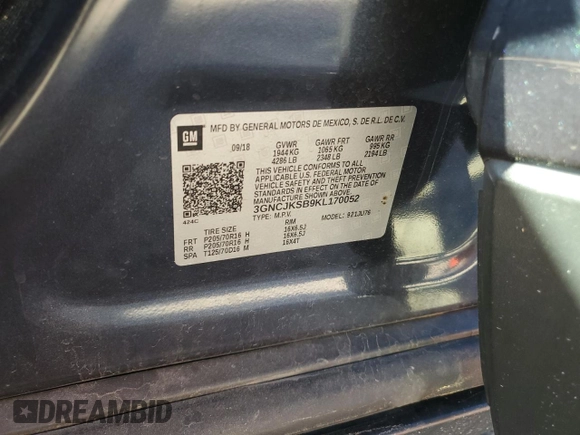 GM
MFD BY GENERAL MOTORS DE MEXICO, S. DE R.L. DE C.V.
09/18 GVWR GAWR FRT GAWR RR
1944 KG 1065 KG 995 KG
4286 LB 2348 LB 2194 LB
THIS VEHICLE CONFORMS TO ALL
APPLICABLE U.S. FEDERAL MOTOR
VEHICLE SAFETY AND THEFT
PREVENTION STANDARDS IN EFFECT
ON THE DATE OF MANUFACTURE
SHOWN ABOVE.
3GNCJKSB9KL170052
TYPE: M.P.V. MODEL: 921JU76
424C
TIRE SIZE RIM
FRT P205/70R16 H 16X6.5J
RR P205/70R16 H 16X6.5J
SPA T125/70D16 M 16X4T
DREAMBID